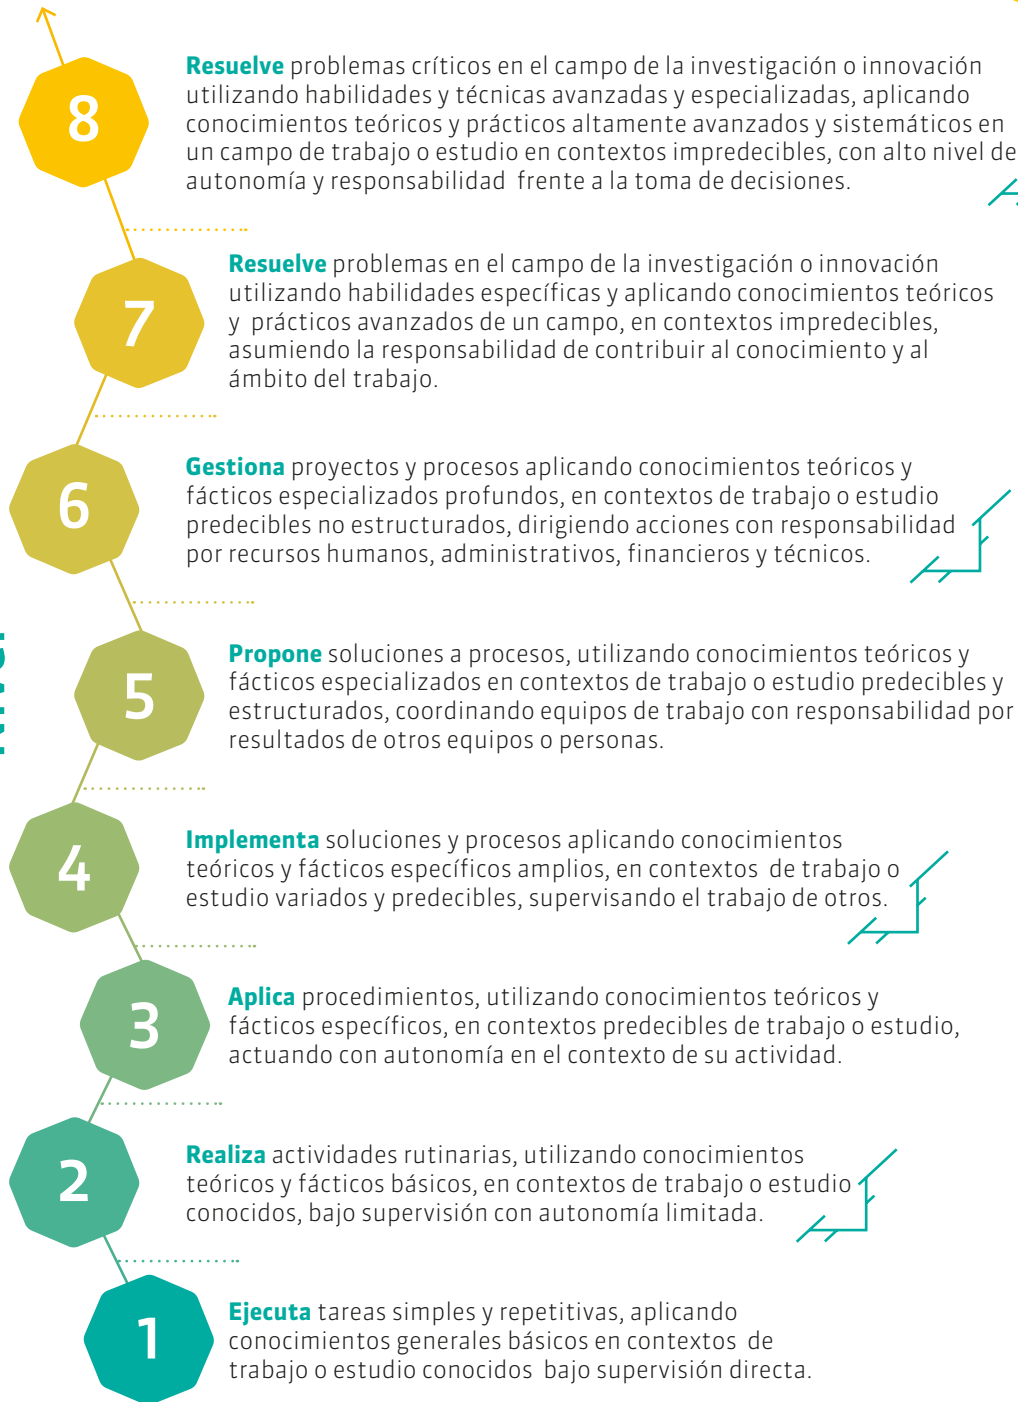 8
Resuelve problemas críticos en el campo de la investigación o innovación
utilizando habilidades y técnicas avanzadas y especializadas, aplicando
conocimientos teóricos y prácticos altamente avanzados y sistemáticos en
un campo de trabajo o estudio en contextos impredecibles, con alto nivel de
autonomía y responsabilidad frente a la toma de decisiones.
7
Resuelve problemas en el campo de la investigación o innovación
utilizando habilidades específicas y aplicando conocimientos teóricos
y prácticos avanzados de un campo, en contextos impredecibles,
asumiendo la responsabilidad de contribuir al conocimiento y al
ámbito del trabajo.
6
Gestiona proyectos y procesos aplicando conocimientos teóricos y
fácticos especializados profundos, en contextos de trabajo o estudio
predecibles no estructurados, dirigiendo acciones con responsabilidad
por recursos humanos, administrativos, financieros y técnicos.
5
Propone soluciones a procesos, utilizando conocimientos teóricos y
fácticos especializados en contextos de trabajo o estudio predecibles y
estructurados, coordinando equipos de trabajo con responsabilidad por
resultados de otros equipos o personas.
4
Implementa soluciones y procesos aplicando conocimientos
teóricos y fácticos específicos amplios, en contextos de trabajo o
estudio variados y predecibles, supervisando el trabajo de otros.
3
Aplica procedimientos, utilizando conocimientos teóricos y
fácticos específicos, en contextos predecibles de trabajo o estudio,
actuando con autonomía en el contexto de su actividad.
2
Realiza actividades rutinarias, utilizando conocimientos
teóricos y fácticos básicos, en contextos de trabajo o estudio
conocidos, bajo supervisión con autonomía limitada.
1
Ejecuta tareas simples y repetitivas, aplicando
conocimientos generales básicos en contextos de
trabajo o estudio conocidos bajo supervisión directa.